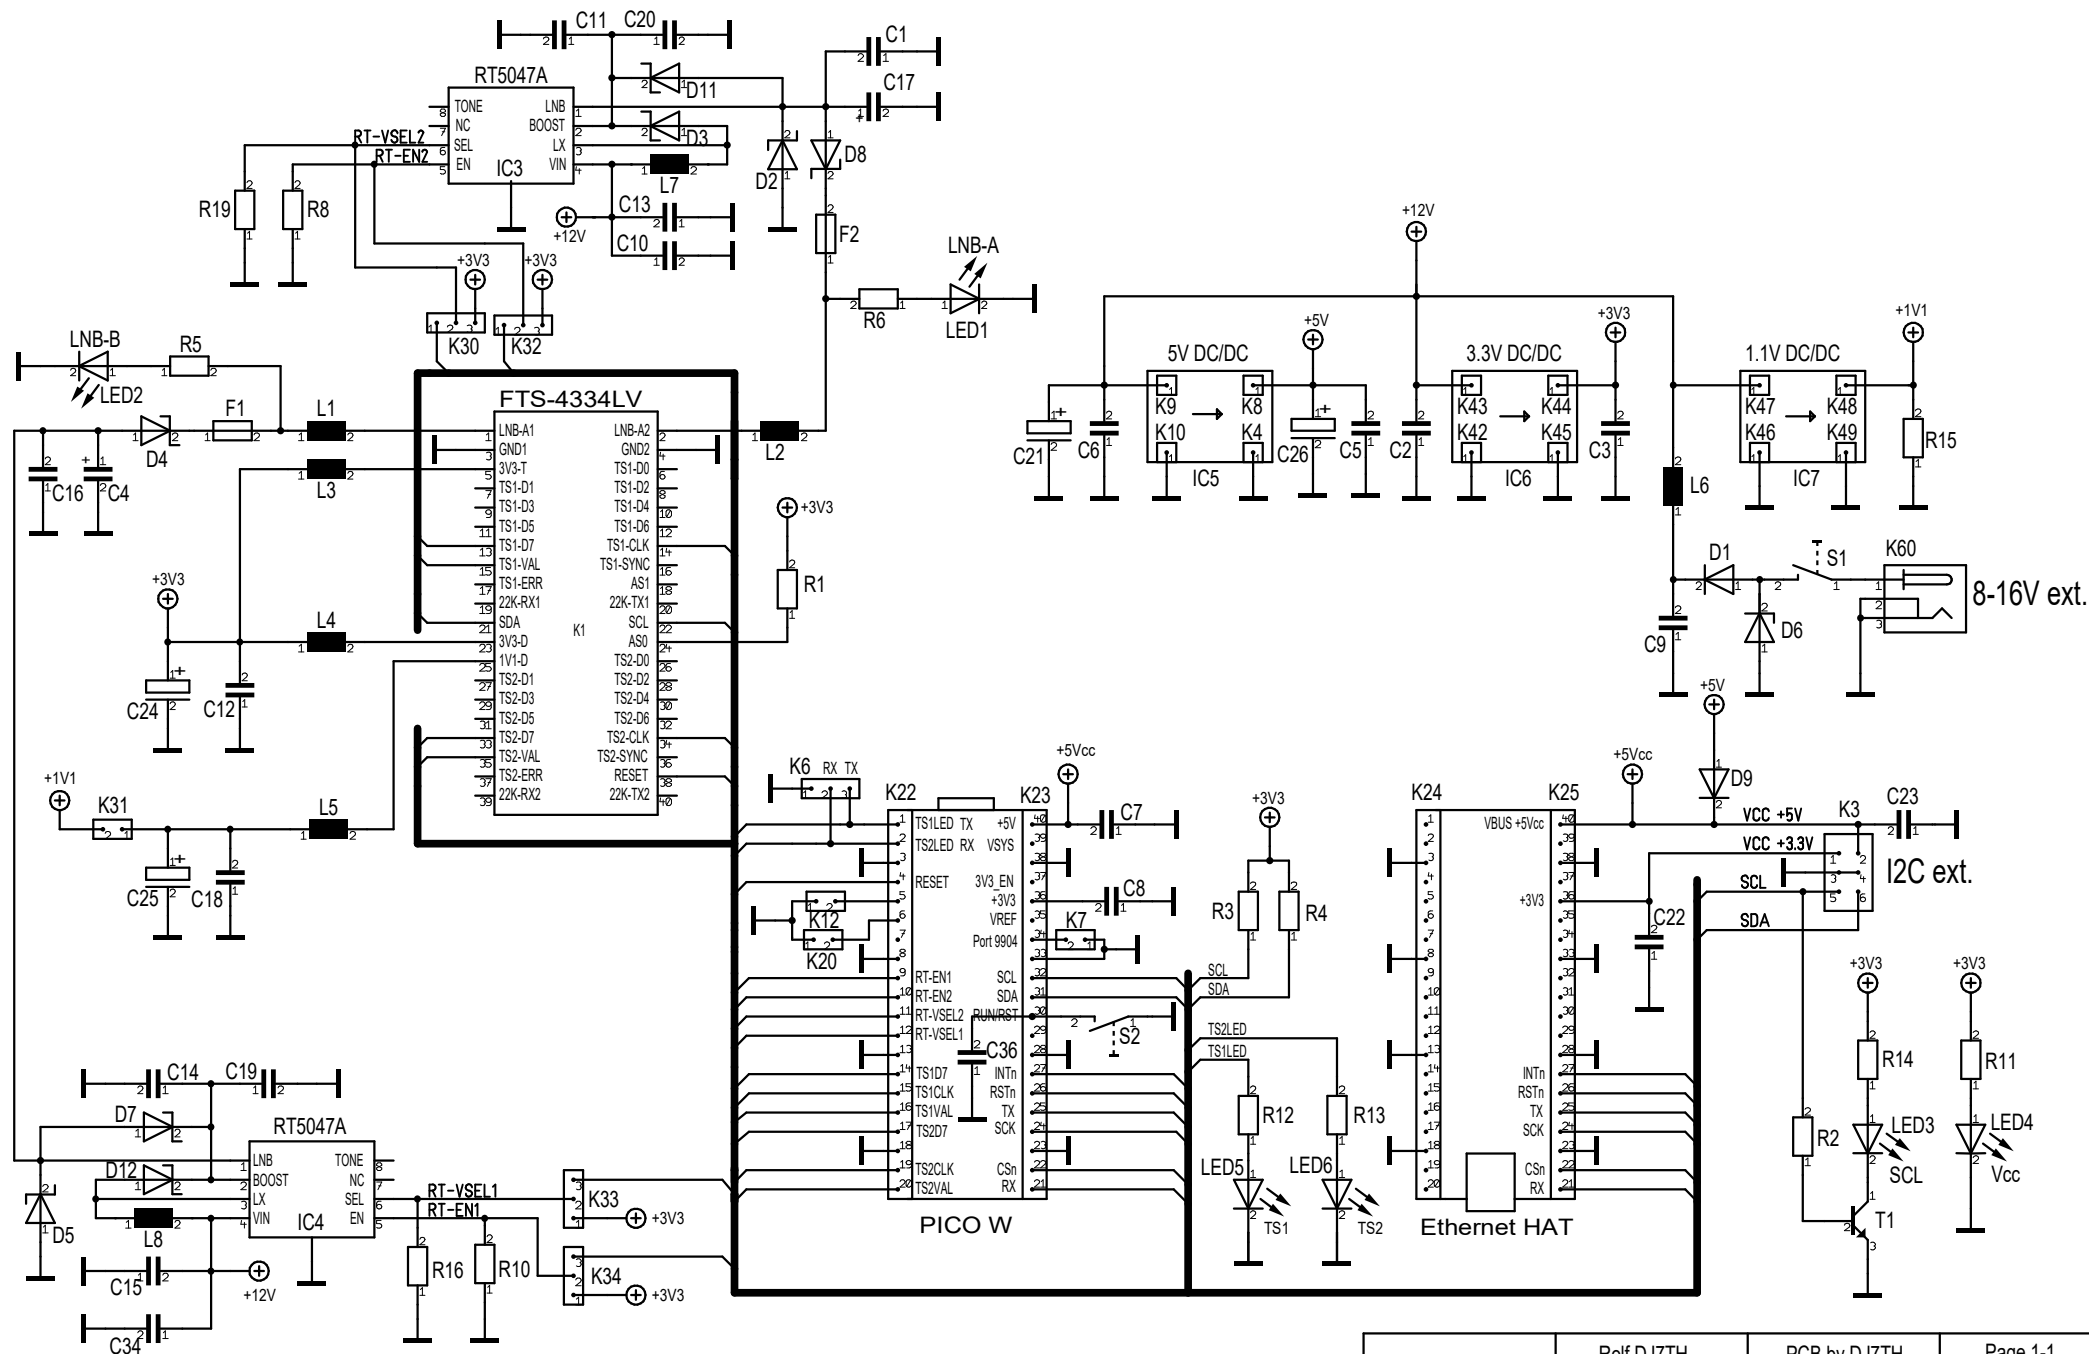 C11 C20 C1
RT5047A D11 C17
TONE LNB
NC BOOST
SEL LX
EN VIN
IC3
RT-VSEL2
RT-EN2
D3 D2 D8
L7
R19 R8
C13
+12V
C10
F2
LNB-A
R6 LED1
+3V3 +3V3
K30 K32
LNB-B R5
LED2
F1 L1
D4
C16 C4
L3
L2
FTS-4334LV
LNB-A1 LNB-A2
GND1 GND2
3V3-T TS1-D0
TS1-D1 TS1-D2
TS1-D3 TS1-D4
TS1-D5 TS1-D6
TS1-D7 TS1-CLK
TS1-VAL TS1-SYNC
TS1-ERR AS1
22K-RX1 22K-TX1
SDA SCL
3V3-D AS0
1V1-D TS2-D0
TS2-D1 TS2-D2
TS2-D3 TS2-D4
TS2-D5 TS2-D6
TS2-D7 TS2-CLK
TS2-VAL TS2-SYNC
TS2-ERR RESET
22K-RX2 22K-TX2
K1
+3V3
R1
+3V3
L4
C24 C12
+1V1
K31
L5
C25 C18
+12V
+5V +3V3 +1V1
5V DC/DC 3.3V DC/DC 1.1V DC/DC
K9 K8 K43 K44 K47 K48
K10 K4 K42 K45 K46 K49
C21 C6 C26 C5 C2 C3 R15
IC5 IC6 IC7
L6
D1 S1 K60
8-16V ext.
C9 D6
+5V
D9
K6 RX TX
+5Vcc
K22 K23
C7
TS1LED TX +5V
TS2LED RX VSYS
RESET 3V3_EN
+3V3
VREF
Port 9904
RT-EN1 SCL
RT-EN2 SDA
RT-VSEL2 RUN/RST
RT-VSEL1
TS1D7 INTn
TS1CLK RSTn
TS1VAL TX
TS2D7 SCK
TS2CLK CSn
TS2VAL RX
PICO W
K12
K20
C8
K7
S2
C36
+3V3
R3 R4
SCL
SDA
TS2LED
TS1LED
R12 R13
LED5 LED6
TS1 TS2
K24 K25
+5Vcc
VBUS +5Vcc
+3V3
INTn
RSTn
TX
SCK
CSn
RX
Ethernet HAT
VCC +5V
VCC +3.3V
SCL
SDA
K3 C23
I2C ext.
C22
+3V3 +3V3
R14 R11
R2
LED3 LED4
SCL Vcc
T1
C14 C19
D7
RT5047A
D12
LNB TONE
BOOST NC
LX SEL
VIN EN
IC4
RT-VSEL1
RT-EN1
D5
L8
C15
+12V
C34
R16 R10
K33
+3V3
K34
+3V3
Rolf DJ7TH PCB by DJ7TH Page 1-1